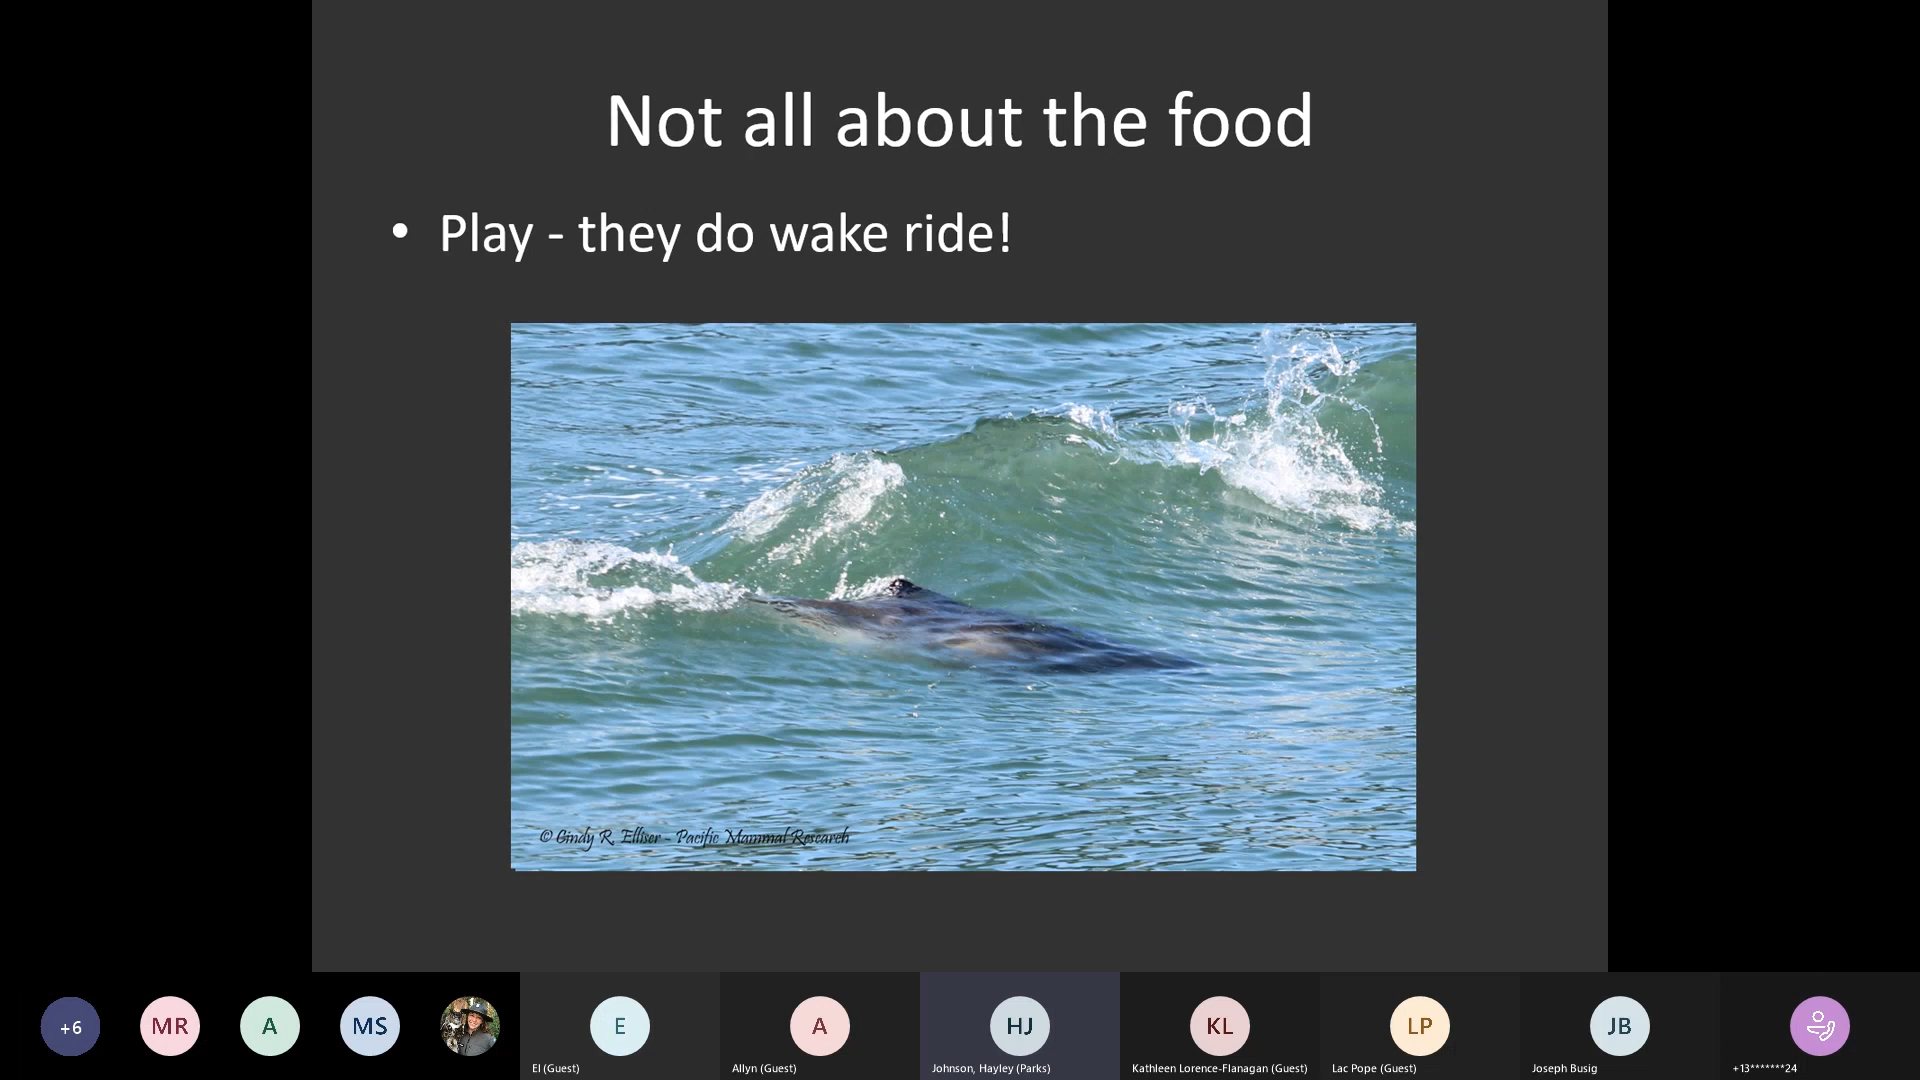 Not all about the food
• Play - they do wake ride!
© Cindy R. Elliser - Pacific Mammal Research
+6
MR
A
MS
E
A
HJ
KL
LP
JB
El (Guest)
Allyn (Guest)
Johnson, Hayley (Parks)
Kathleen Lorence-Flanagan (Guest)
Lac Pope (Guest)
Joseph Busig
+13*******24